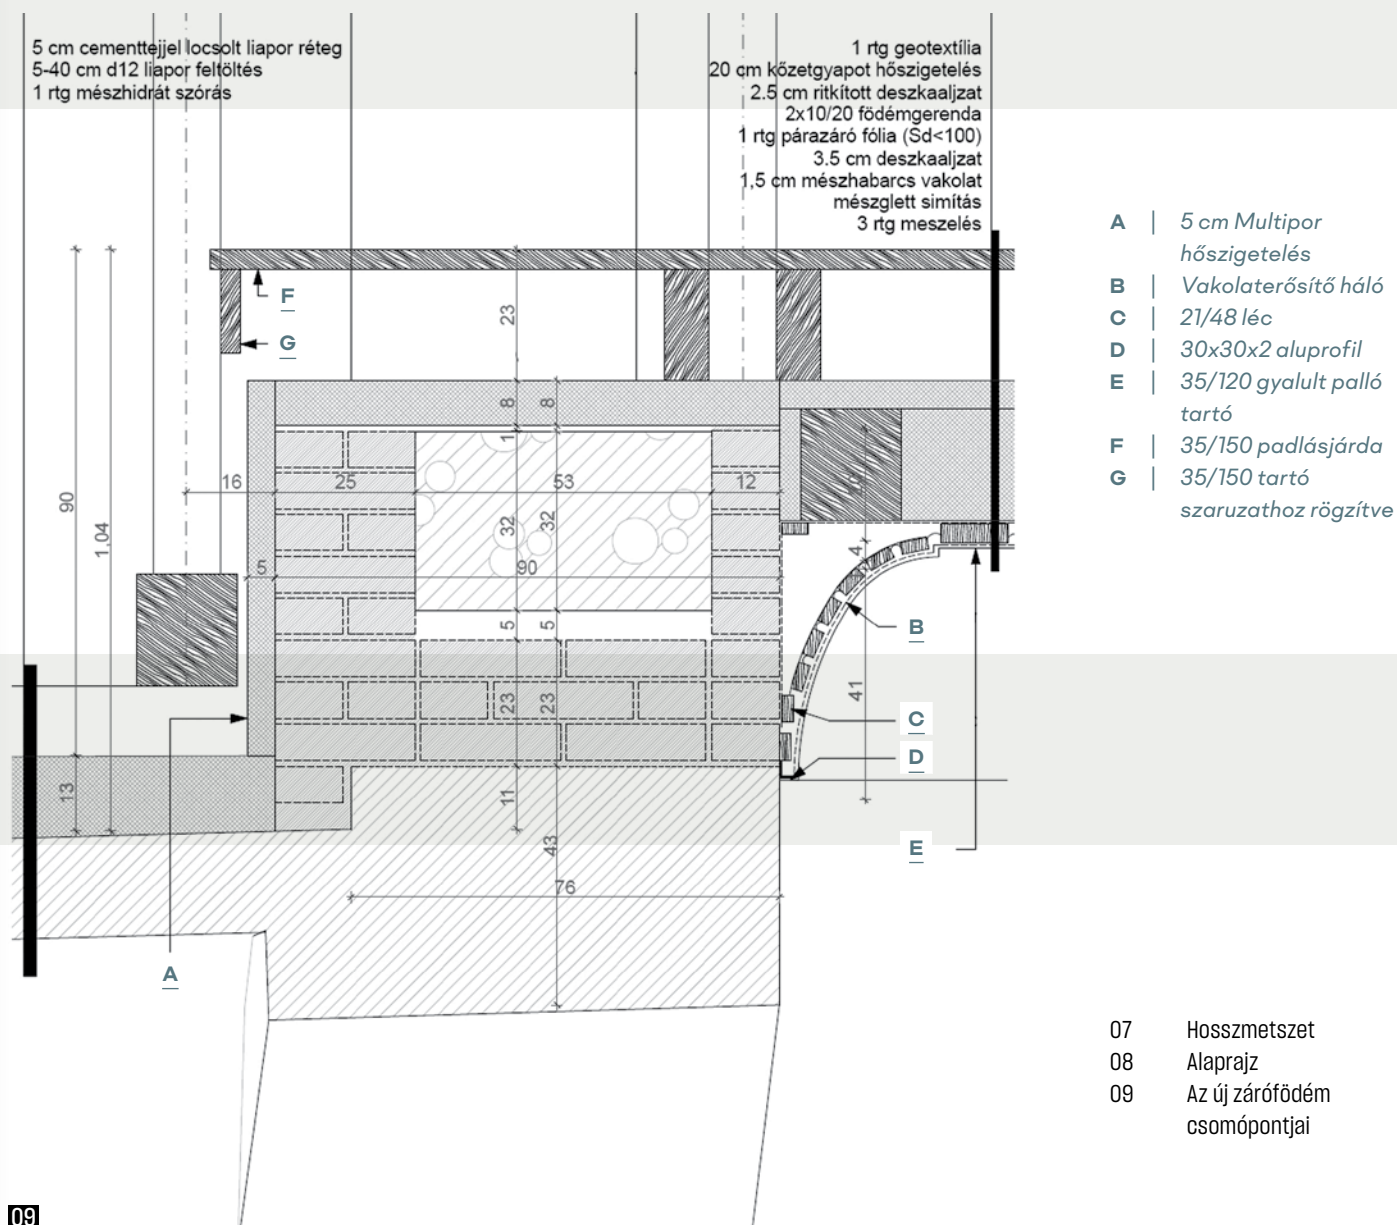 5 cm cementtejjel locsolt liapor réteg
5-40 cm d12 liapor feltöltés
1 rtg mészhidrát szórás
1 rtg geotextília
20 cm kőzetgyapot hőszigetelés
2.5 cm ritkított deszkaaljzat
2x10/20 födémgerenda
1 rtg párazáró fólia (Sd<100)
3.5 cm deszkaaljzat
1,5 cm mészhabarcs vakolat
mészglett simítás
3 rtg meszelés
A | 5 cm Multipor
hőszigetelés
B | Vakolaterősítő háló
C | 21/48 léc
D | 30x30x2 aluprofil
E | 35/120 gyalult palló
tartó
F | 35/150 padlásjárda
G | 35/150 tartó
szaruzathoz rögzítve
F
G
23
8 8
1
16 25 53 12
90
1,04
32 32
5 90
4
5 5
B
41
23 23
C
D
13
11
43
E
76
A
07 Hosszmetszet
08 Alaprajz
09 Az új zárófödém
csomópontjai
09